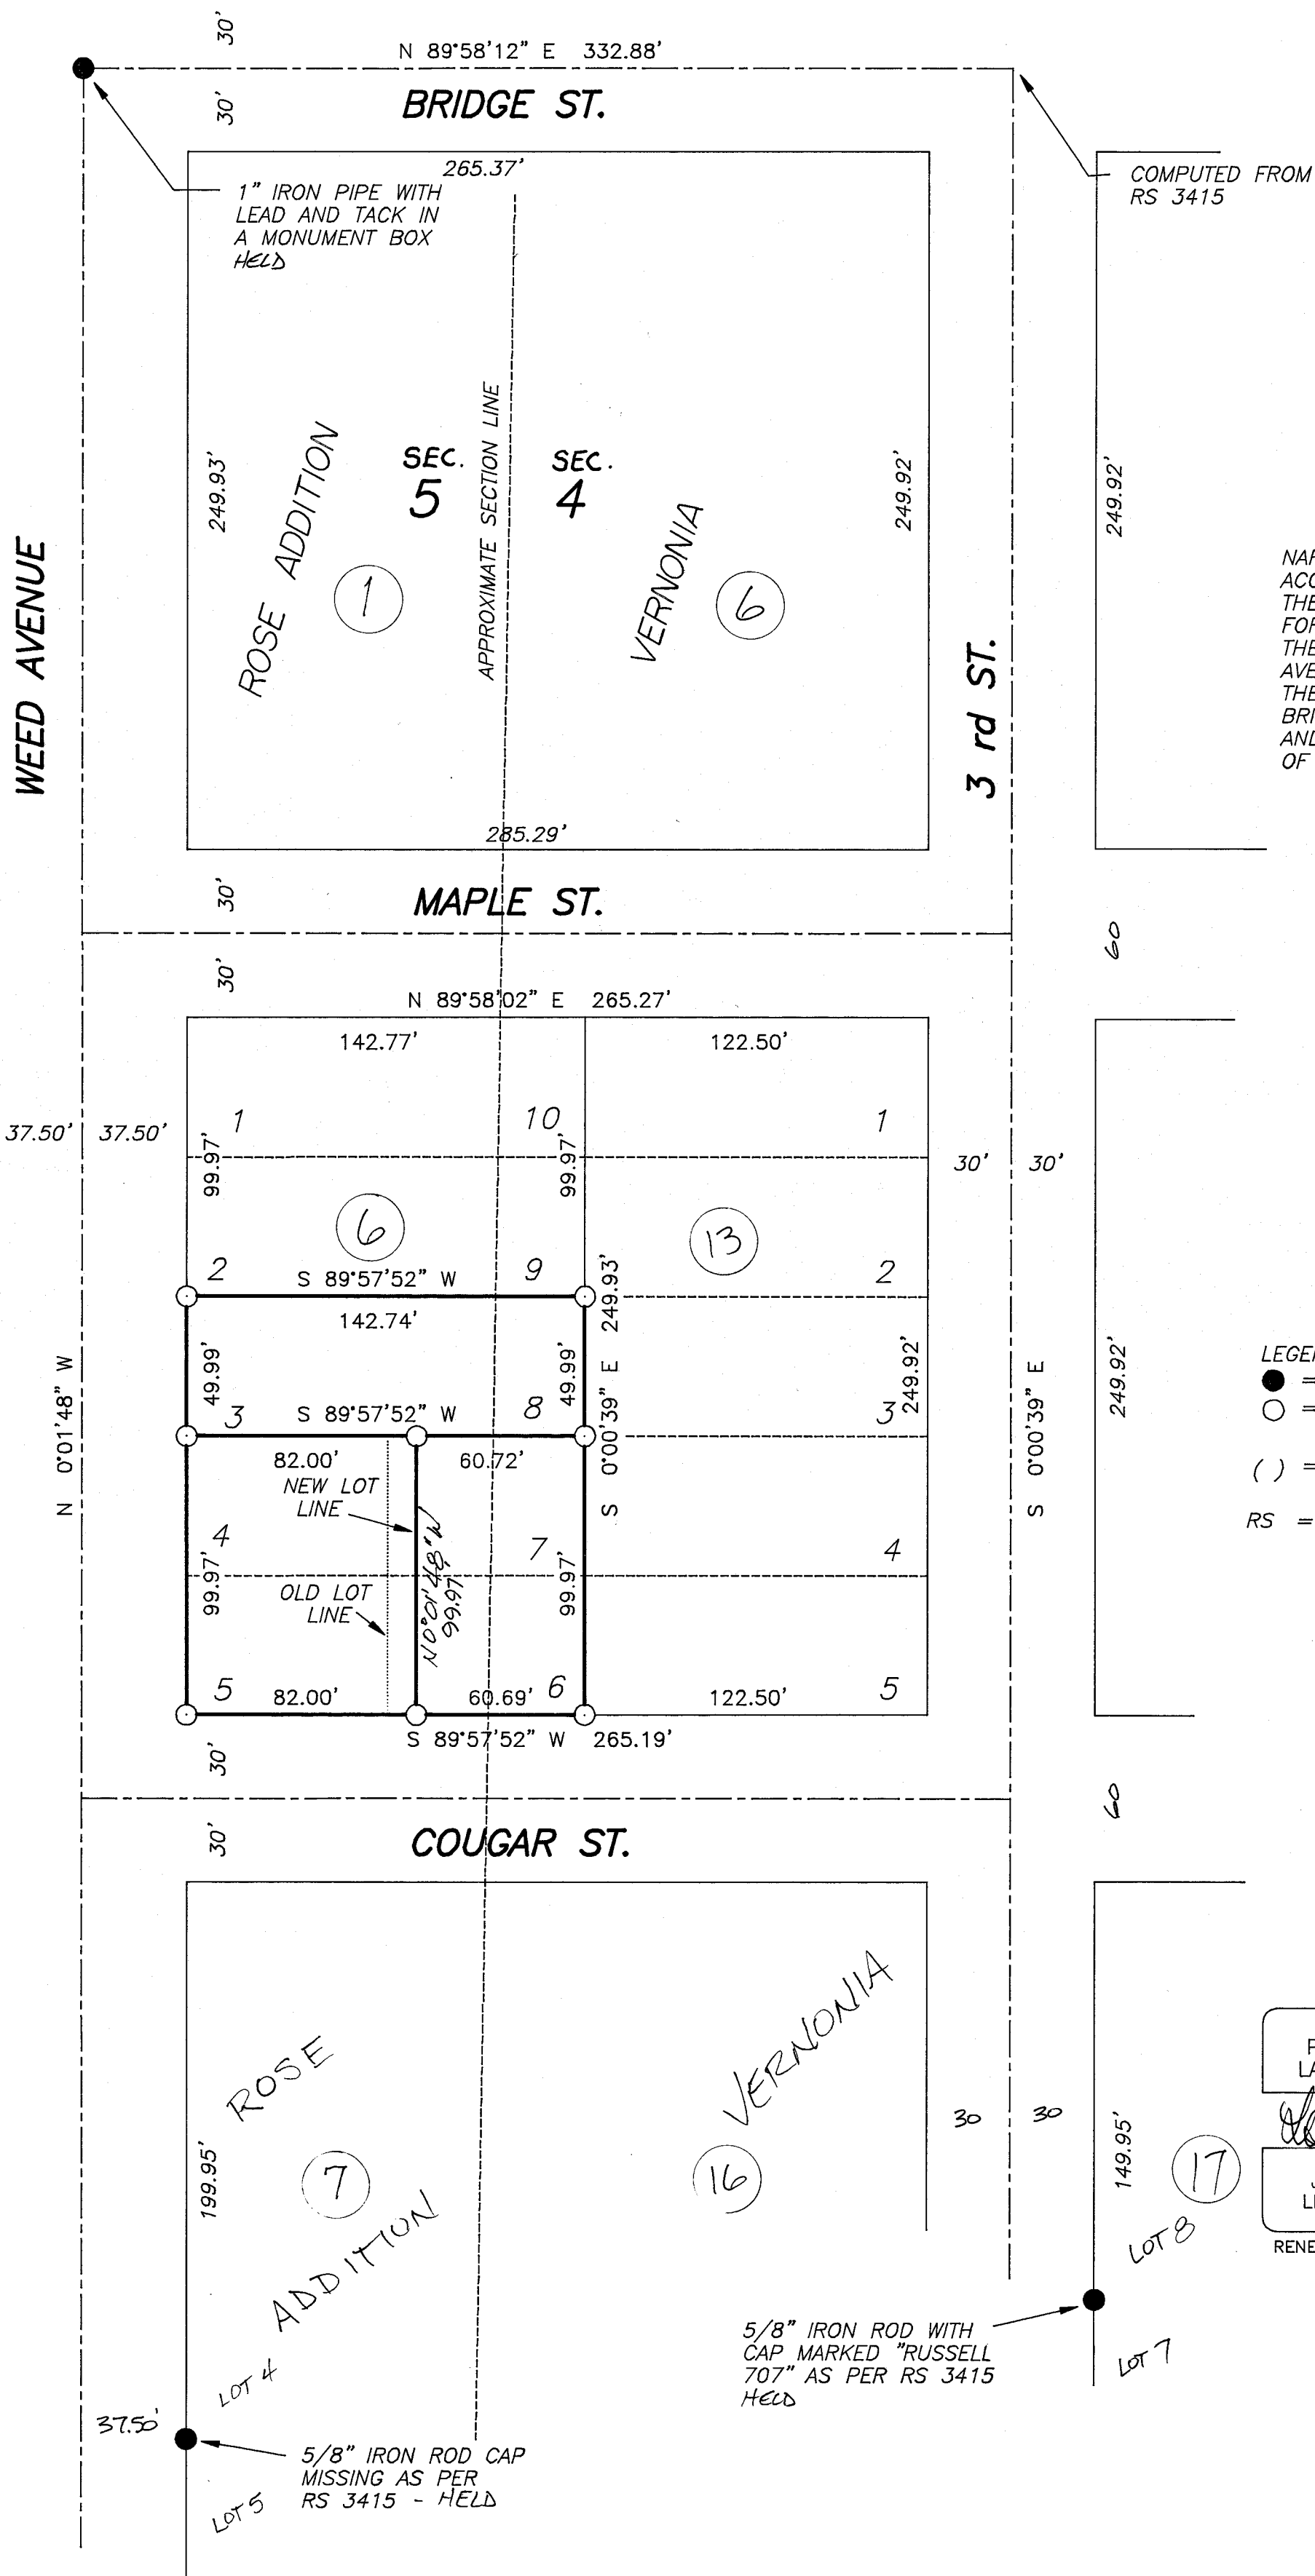 30'
N 89°58'12" E 332.88'
30'
BRIDGE ST.
265.37'
1" IRON PIPE WITH
LEAD AND TACK IN
A MONUMENT BOX
HELD
COMPUTED FROM
RS 3415
WEED AVENUE
249.93'
ROSE ADDITION
SEC.
5
1
APPROXIMATE SECTION LINE
SEC.
4
VERNONIA
6
249.92'
3 rd ST.
249.92'
THE
THE
THE
AND
OF
285.29'
30'
MAPLE ST.
60
30'
N 89°58'02" E 265.27'
142.77'
122.50'
37.50'
37.50'
1
10
1
99.97'
99.97'
30'
30'
6
13
2
S 89°57'52" W
9
2
142.74'
249.93'
49.99'
49.99'
S 0°00'39" E
249.92'
N 0°01'48" W
S 0°00'39" E
249.92'
3
S 89°57'52" W
8
3
82.00'
60.72'
NEW LOT
LINE
N0°01'48"W
99.97'
4
7
4
99.97'
99.97'
OLD LOT
LINE
5
82.00'
60.69'
6
122.50'
5
S 89°57'52" W 265.19'
=
=
( ) =
RS =
30'
60
30'
COUGAR ST.
ROSE
ADDITION
7
199.95'
VERNONIA
16
30
30
149.95'
17
LOT 8
LOT 7
5/8" IRON ROD WITH
CAP MARKED "RUSSELL
707" AS PER RS 3415
HELD
LOT 4
37.50'
5/8" IRON ROD CAP
MISSING AS PER
RS 3415 - HELD
LOT 5